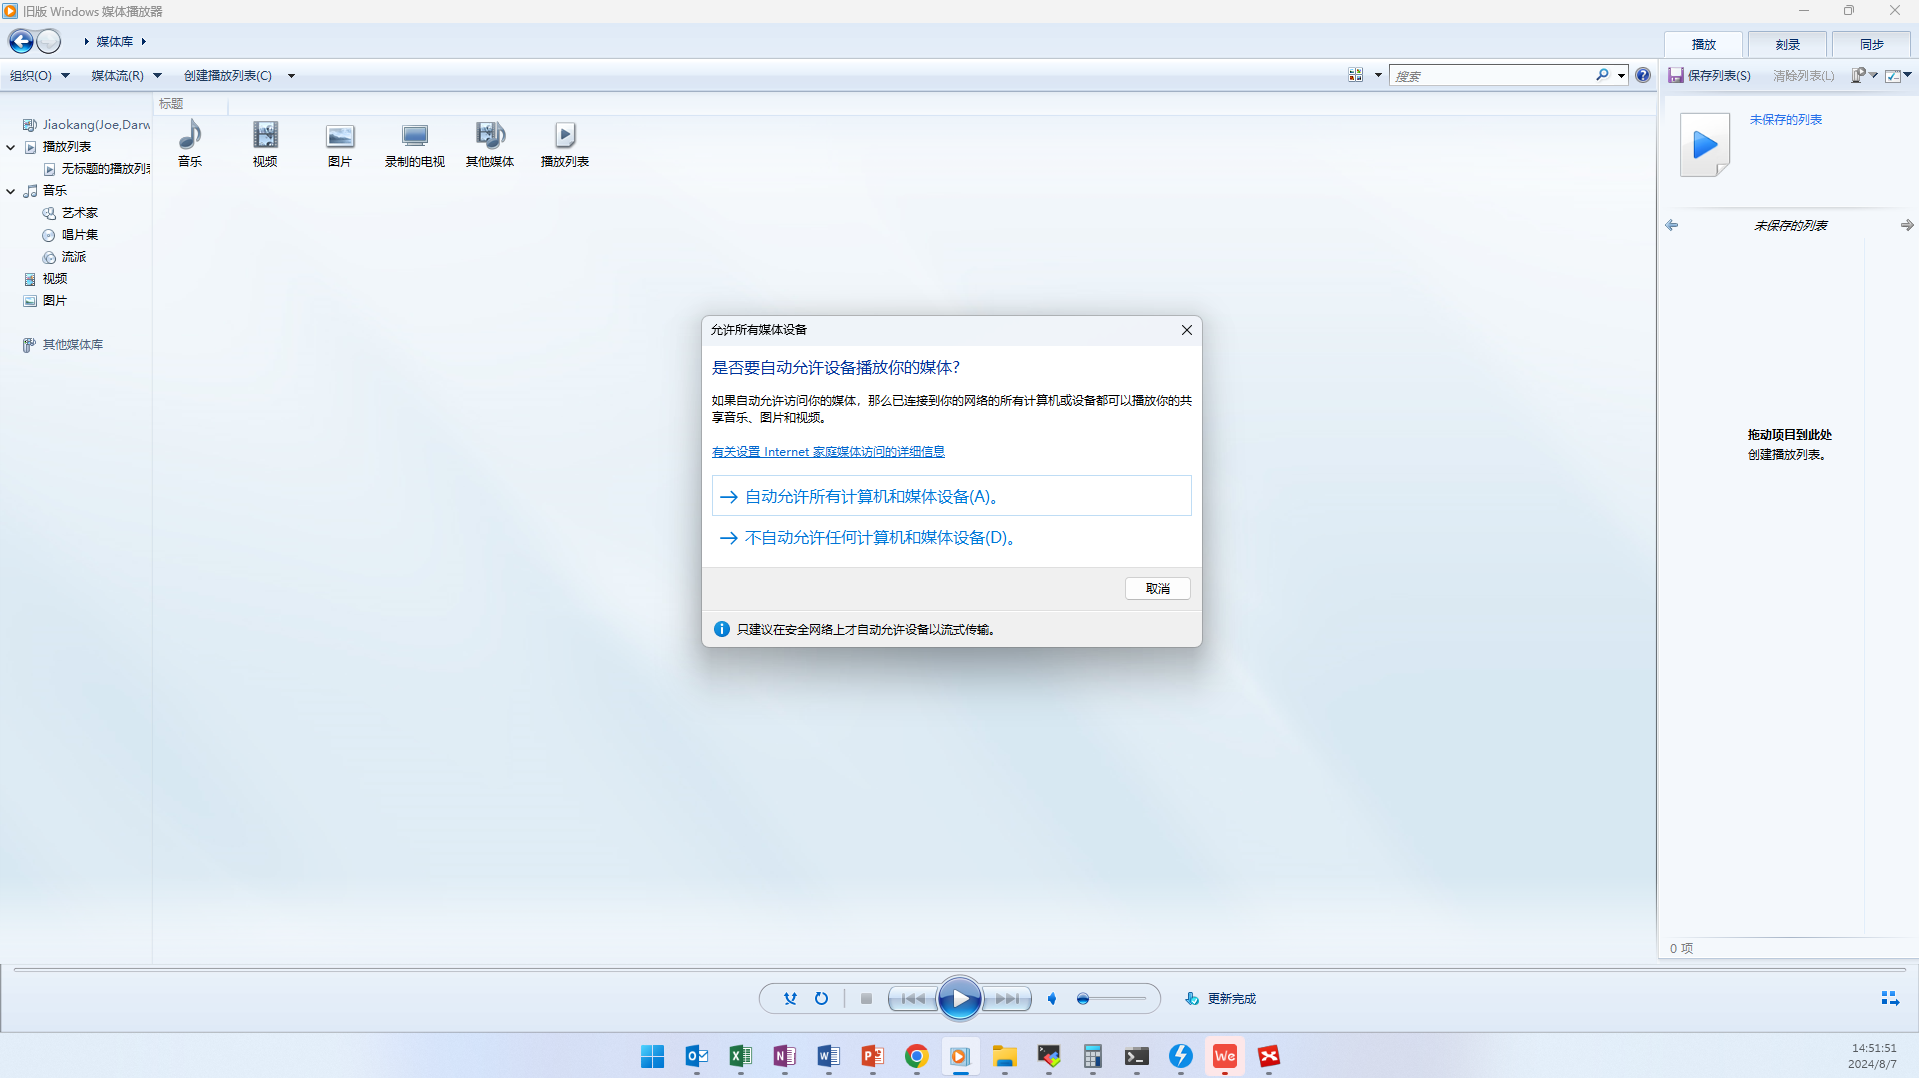 旧版 Windows 媒体播放器
媒体库
播放
刻录
同步
组织(O)
媒体流(R)
创建播放列表(C)
搜索
保存列表(S)
清除列表(L)
标题
Jiaokang(Joe,Darw
播放列表
无标题的播放列表
音乐
艺术家
唱片集
流派
视频
图片
其他媒体库
音乐
视频
图片
录制的电视
其他媒体
播放列表
未保存的列表
未保存的列表
拖动项目到此处
创建播放列表。
0 项
允许所有媒体设备
是否要自动允许设备播放你的媒体?
如果自动允许访问你的媒体，那么已连接到你的网络的所有计算机或设备都可以播放你的共
享音乐、图片和视频。
有关设置 Internet 家庭媒体访问的详细信息
自动允许所有计算机和媒体设备(A)。
不自动允许任何计算机和媒体设备(D)。
取消
只建议在安全网络上才自动允许设备以流式传输。
更新完成
We
14:51:51
2024/8/7